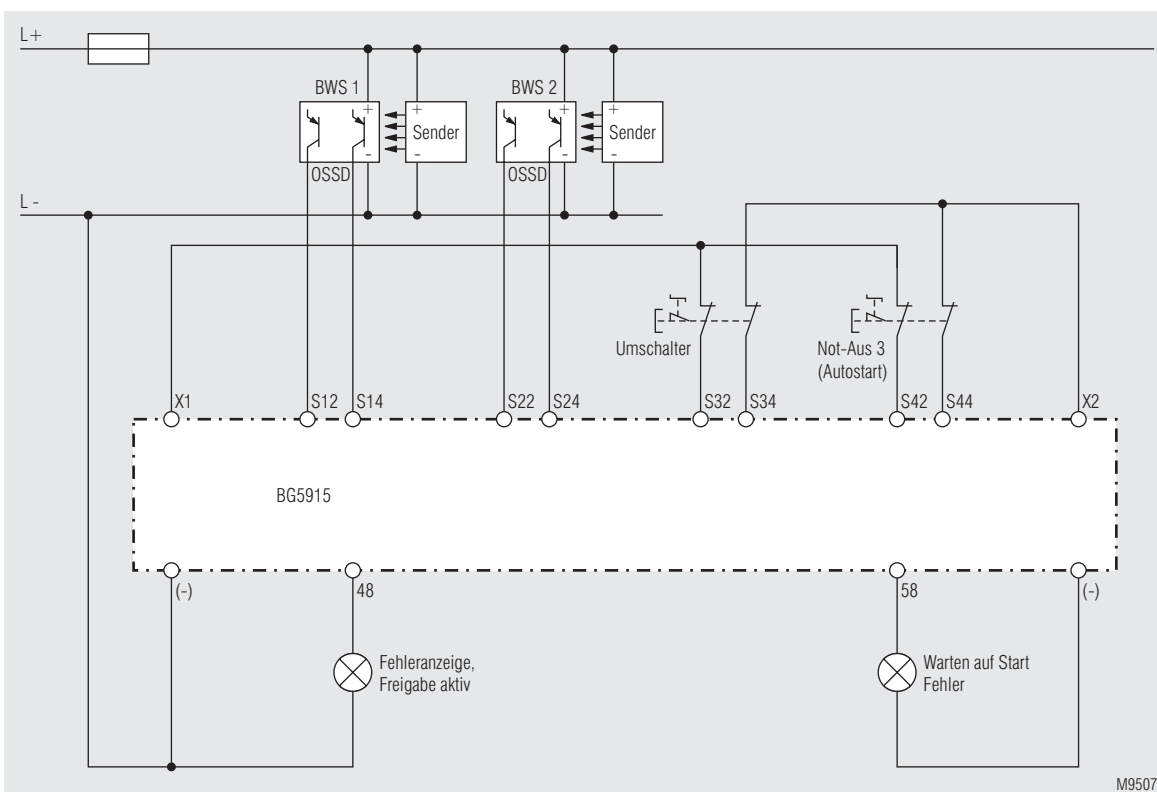 L+
BWS 1
BWS 2
+
+
+
+
Sender
Sender
-
-
-
-
OSSD
OSSD
L -
Umschalter
Not-Aus 3
(Autostart)
X1
S12
S14
S22
S24
S32
S34
S42
S44
X2
BG5915
(-)
48
58
(-)
Fehleranzeige,
Freigabe aktiv
Warten auf Start
Fehler
M9507